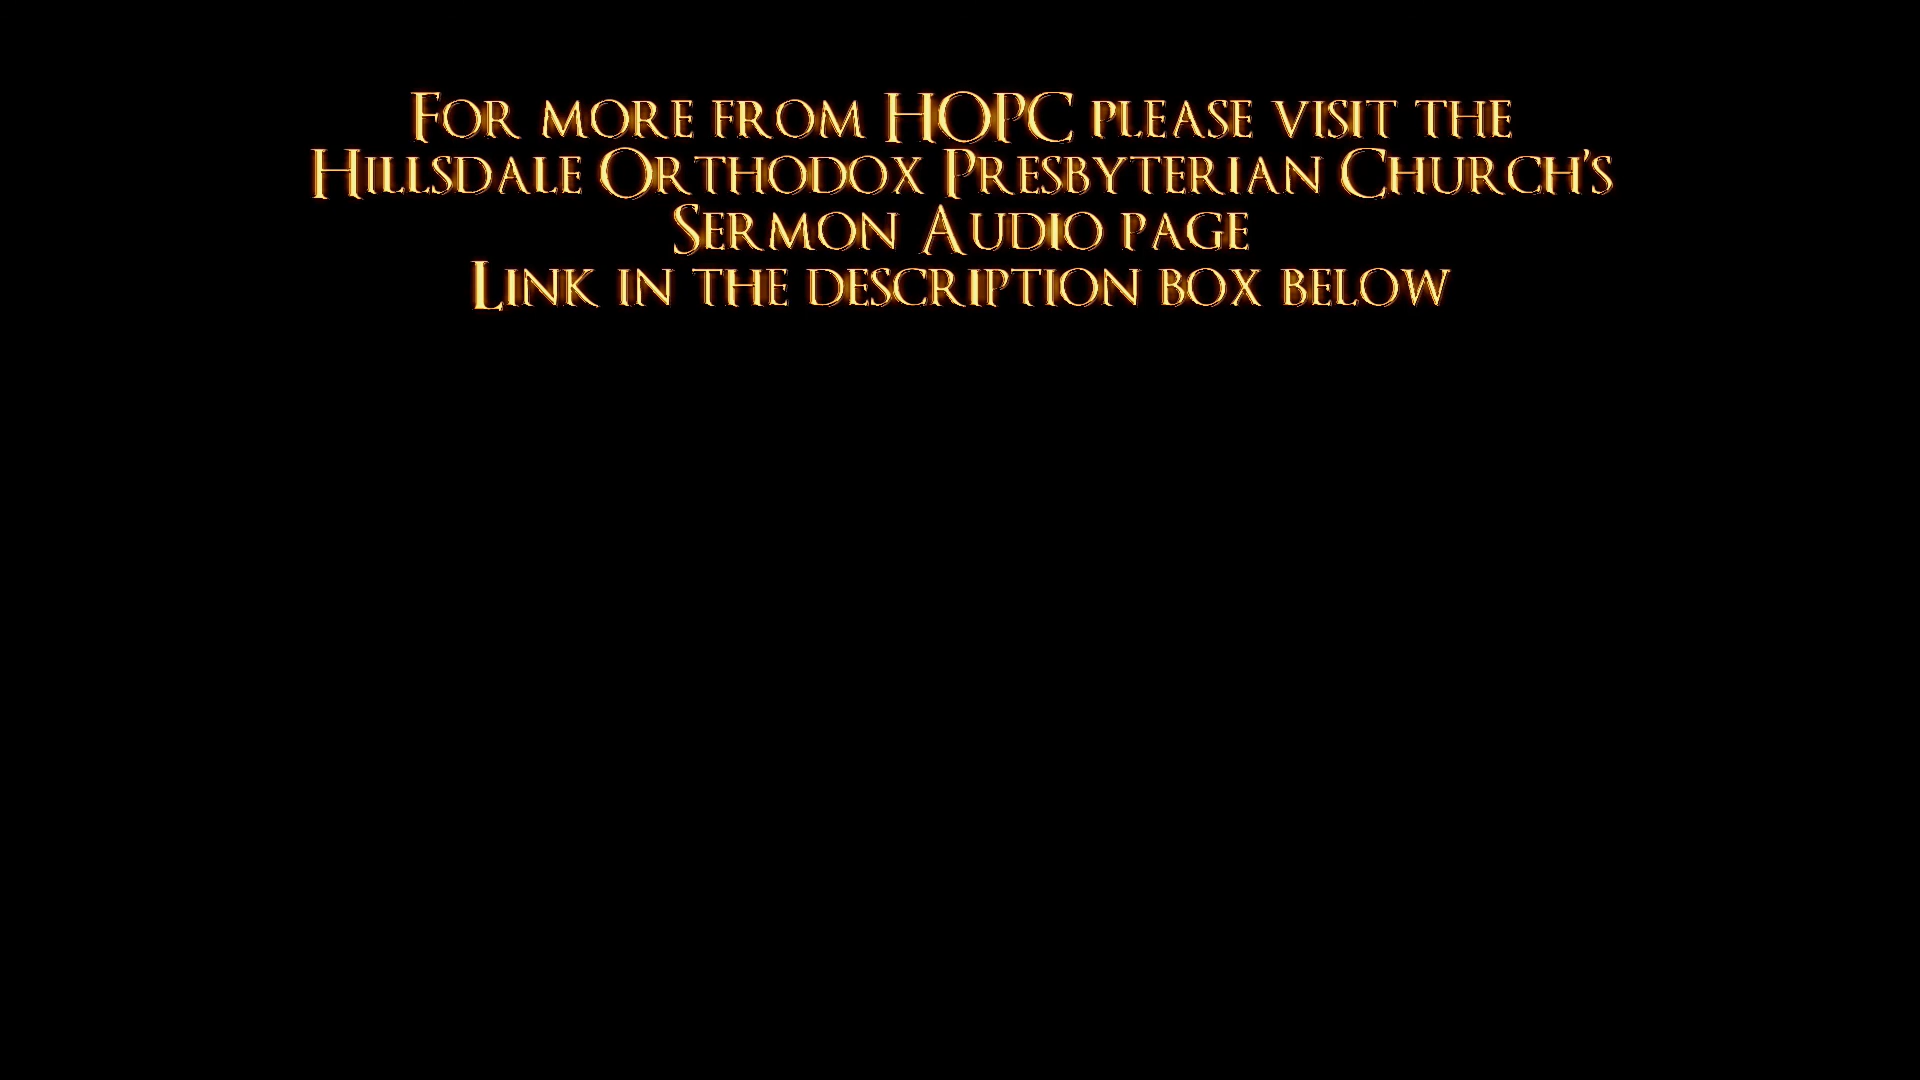 For more from HOPC please visit the
Hillsdale Orthodox Presbyterian Church's
Sermon Audio page
Link in the description box below